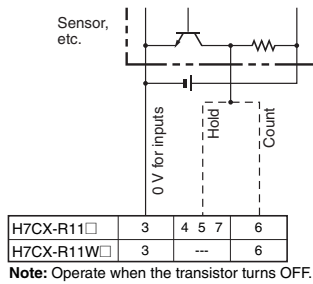 Sensor,
etc.
0 V for inputs
Hold
Count
H7CX-R11□ 3 4 5 7 6
H7CX-R11W□ 3 --- 6
Note: Operate when the transistor turns OFF.